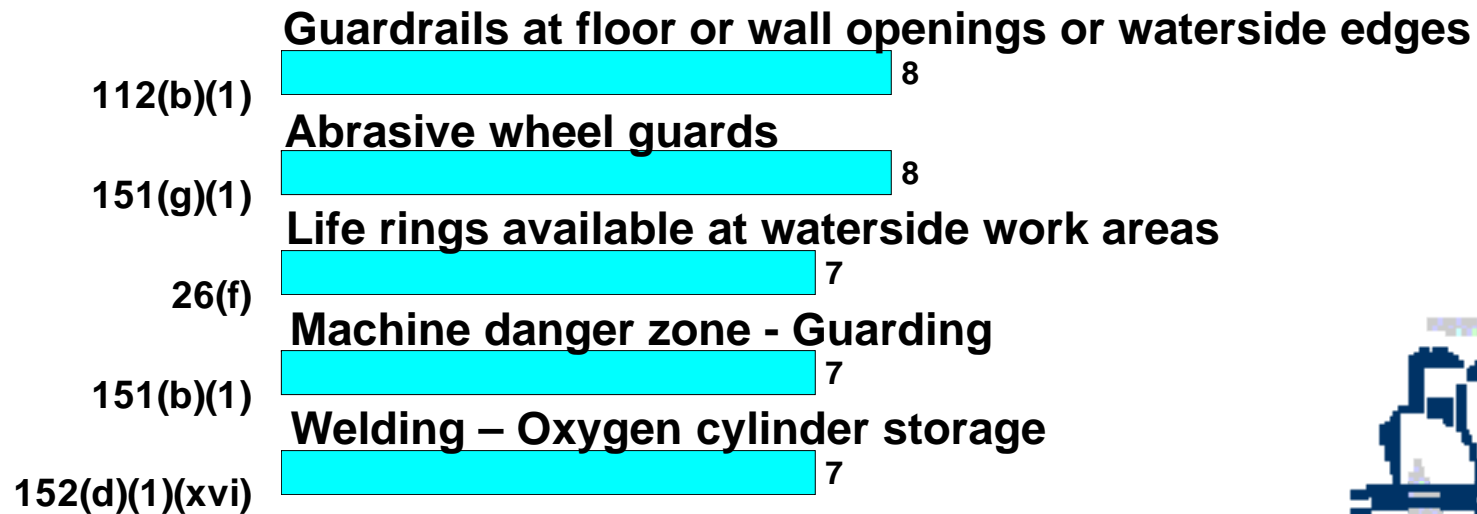 Guardrails at floor or wall openings or waterside edges
112(b)(1) 8
Abrasive wheel guards
151(g)(1) 8
Life rings available at waterside work areas
26(f) 7
Machine danger zone - Guarding
151(b)(1) 7
Welding – Oxygen cylinder storage
152(d)(1)(xvi) 7